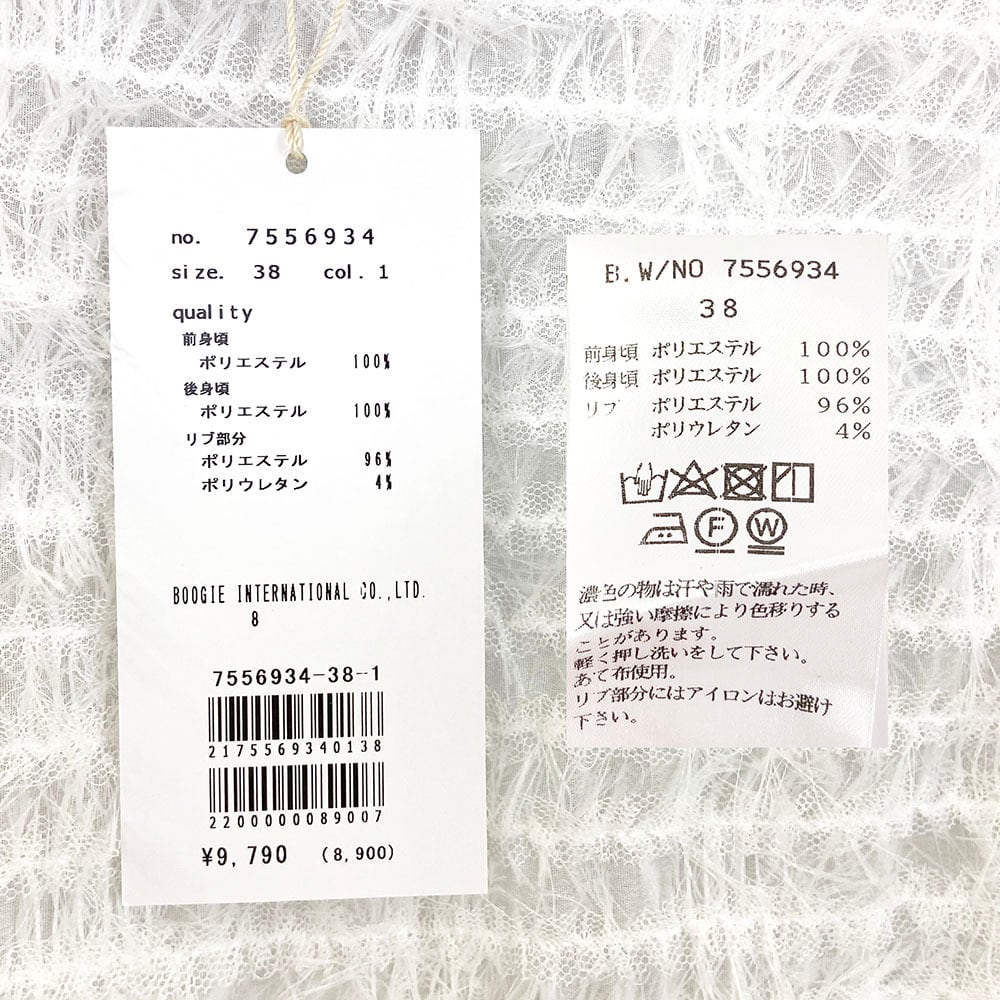 no. 7556934
size. 38 col. 1
quality
前身頃
ポリエステル 100%
後身頃
ポリエステル 100%
リブ部分
ポリエステル 96%
ポリウレタン 4%
BOOGIE INTERNATIONAL CO.,LTD.
8
7556934-38-1
2175569340138
2200000089007
¥9,790 (8,900)
B.W/NO 7556934
38
前身頃 ポリエステル 100%
後身頃 ポリエステル 100%
リブ ポリエステル 96%
ポリウレタン 4%
F W
濃色の物は汗や雨で濡れた時、
又は強い摩擦により色移りする
ことがあります。
軽く押し洗いをして下さい。
あて布使用。
リブ部分にはアイロンはお避け
下さい。